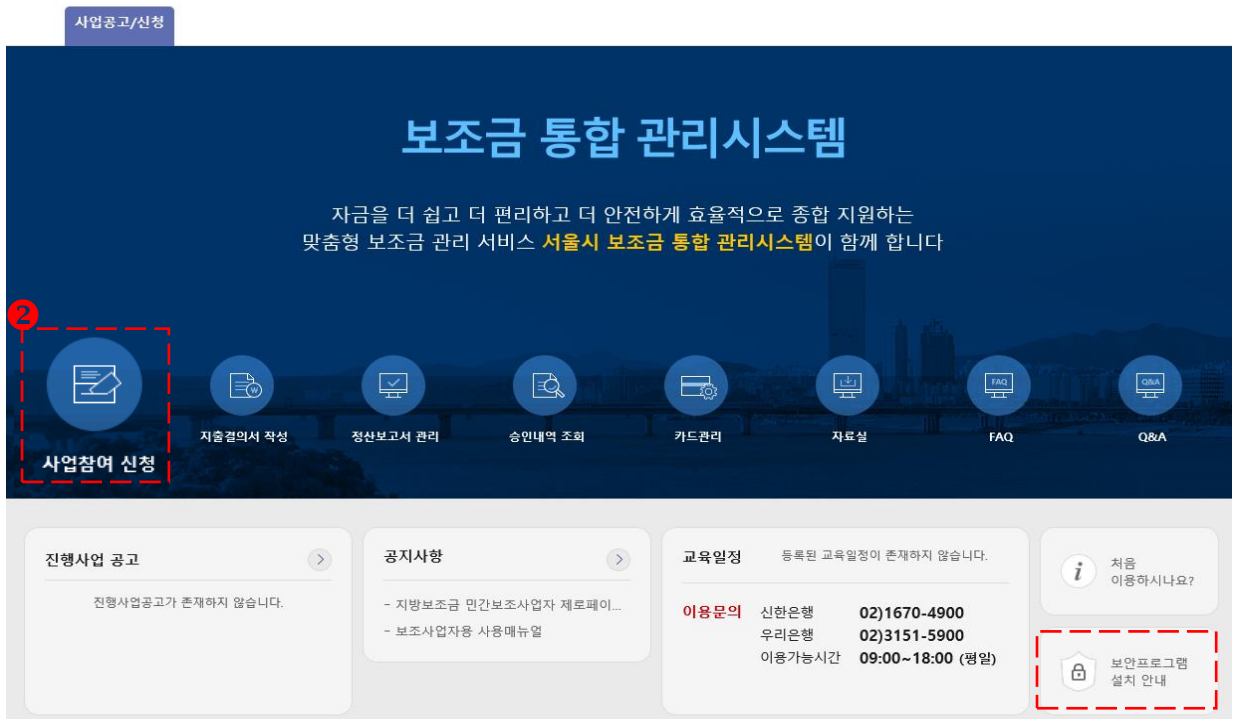 사업공고/신청
보조금 통합 관리시스템
자금을 더 쉽고 더 편리하고 더 안전하게 효율적으로 종합 지원하는
맞춤형 보조금 관리 서비스 서울시 보조금 통합 관리시스템이 함께 합니다
2
사업참여 신청
지출결의서 작성
정산보고서 관리
승인내역 조회
카드관리
자료실
FAQ
FAQ
Q&A
Q&A
진행사업 공고
진행사업공고가 존재하지 않습니다.
공지사항
- 지방보조금 민간보조사업자 제로페이...
- 보조사업자용 사용매뉴얼
교육일정 등록된 교육일정이 존재하지 않습니다.
이용문의 신한은행 02)1670-4900
우리은행 02)3151-5900
이용가능시간 09:00~18:00 (평일)
처음
이용하시나요?
보안프로그램
설치 안내